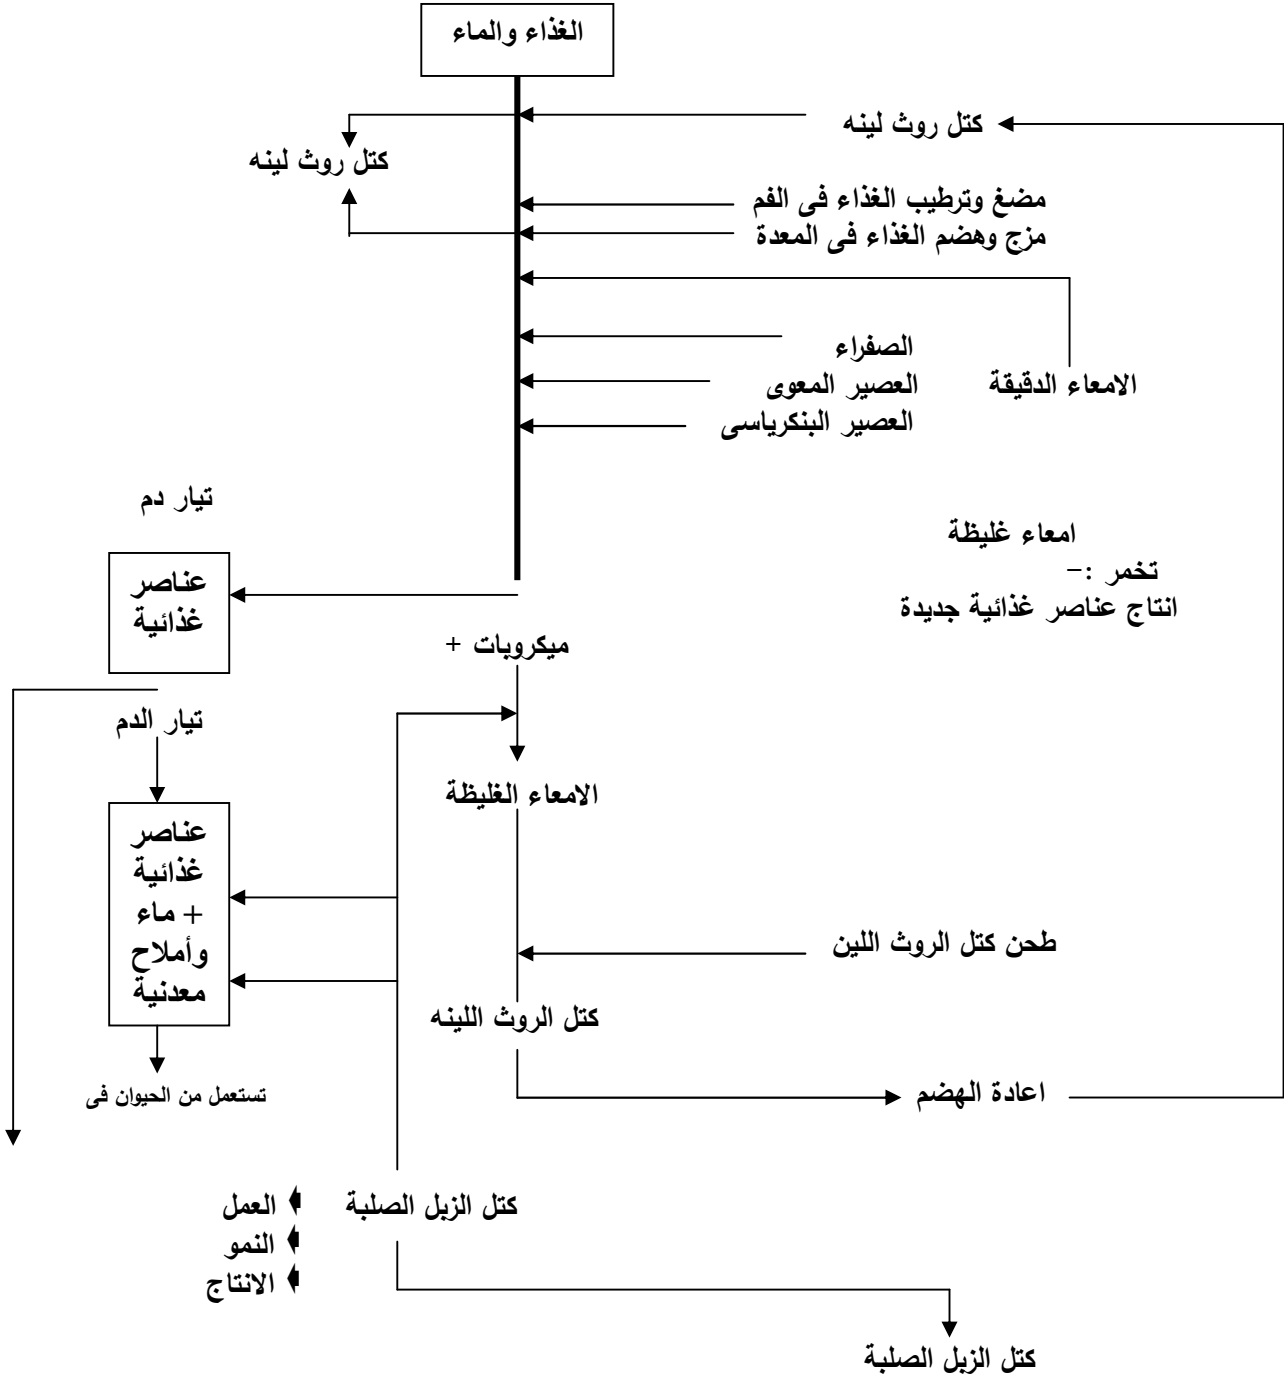 الغذاء والماء
كتل روث لينه
كتل روث لينه
مضغ وترطيب الغذاء فى الفم
مزج وهضم الغذاء فى المعدة
الصفراء
الامعاء الدقيقة
العصير المعوى
العصير البنكرياسى
تيار دم
امعاء غليظة
تخمر :-
انتاج عناصر غذائية جديدة
عناصر
غذائية
ميكروبات +
تيار الدم
الامعاء الغليظة
عناصر
غذائية
+ ماء
وأملاح
معدنية
طحن كتل الروث اللين
كتل الروث اللينه
اعادة الهضم
تستعمل من الحيوان فى
كتل الزبل الصلبة
العمل
النمو
الانتاج
كتل الزبل الصلبة